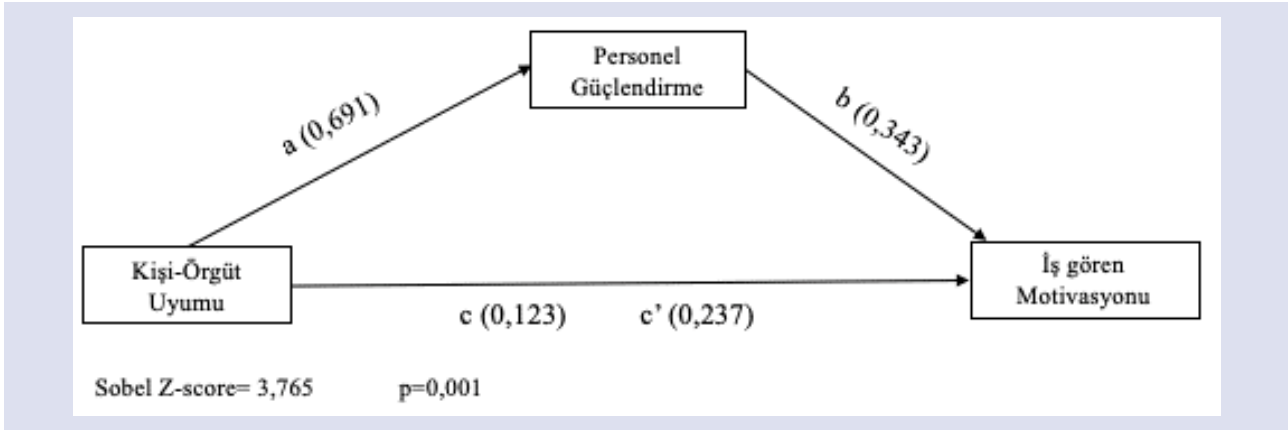 Personel
Güçlendirme
a (0,691)
b (0,343)
Kişi-Örgüt
Uyumu
İş gören
Motivasyonu
c (0,123) c’ (0,237)
Sobel Z-score= 3,765 p=0,001